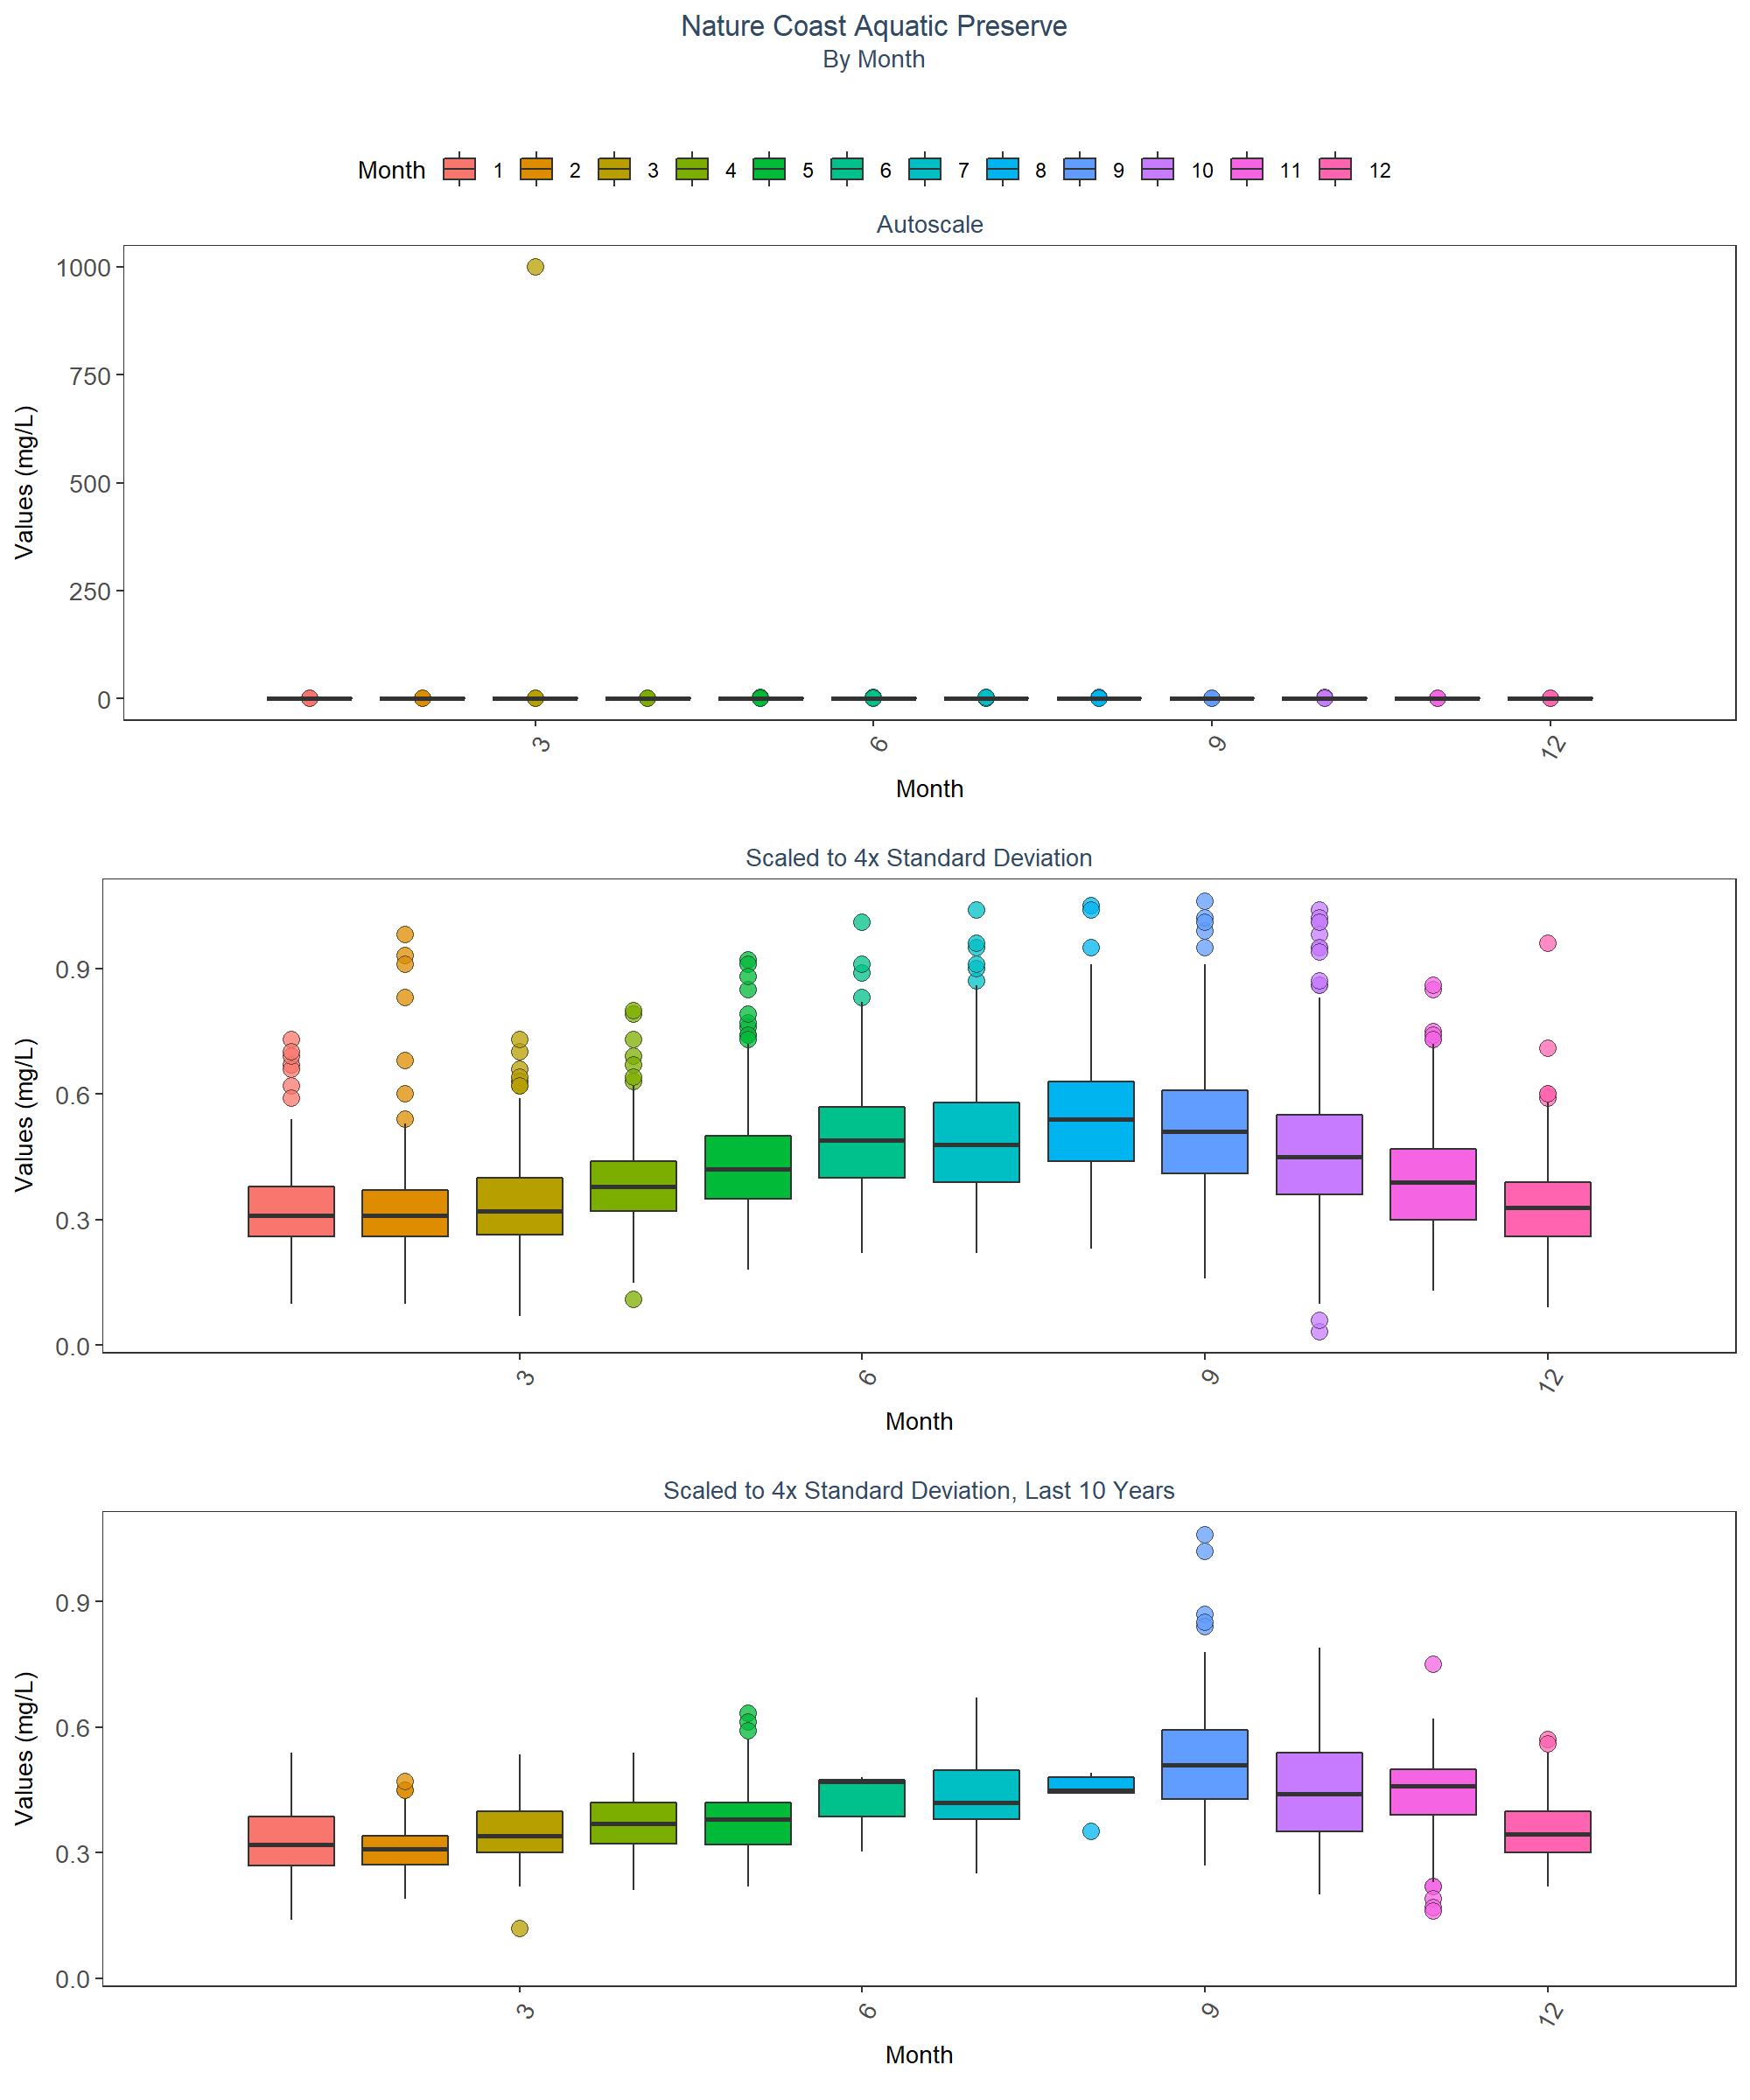 Nature Coast Aquatic Preserve
By Month
Month 1 2 3 4 5 6 7 8 9 10 11 12
Autoscale
Values (mg/L)
1000
750
500
250
0
3 6 9 12
Month
Scaled to 4x Standard Deviation
Values (mg/L)
0.9
0.6
0.3
0.0
3 6 9 12
Month
Scaled to 4x Standard Deviation, Last 10 Years
Values (mg/L)
0.9
0.6
0.3
0.0
3 6 9 12
Month